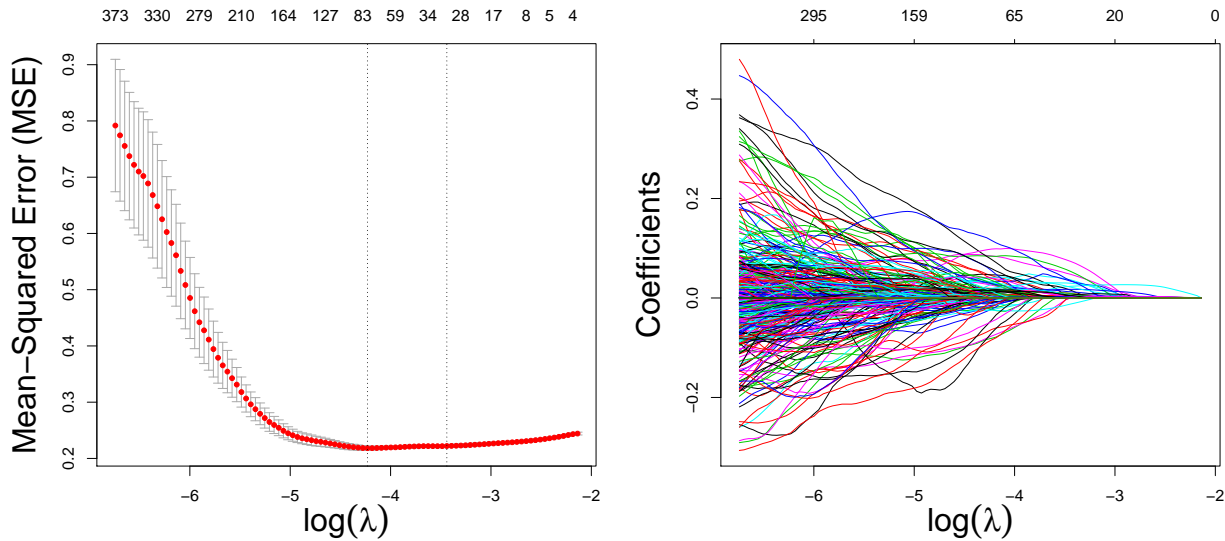 373 330 279 210 164 127 83 59 34 28 17 8 5 4
Mean−Squared Error (MSE)
0.9
0.8
0.7
0.6
0.5
0.4
0.3
0.2
−6 −5 −4 −3 −2
log(λ)
295 159 65 20 0
Coefficients
0.4
0.2
0.0
−0.2
−6 −5 −4 −3 −2
log(λ)